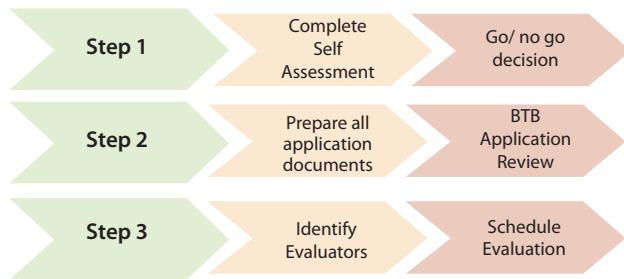 Step 1
Complete
Self
Assessment
Go/ no go
decision
Step 2
Prepare all
application
documents
BTB
Application
Review
Step 3
Identify
Evaluators
Schedule
Evaluation